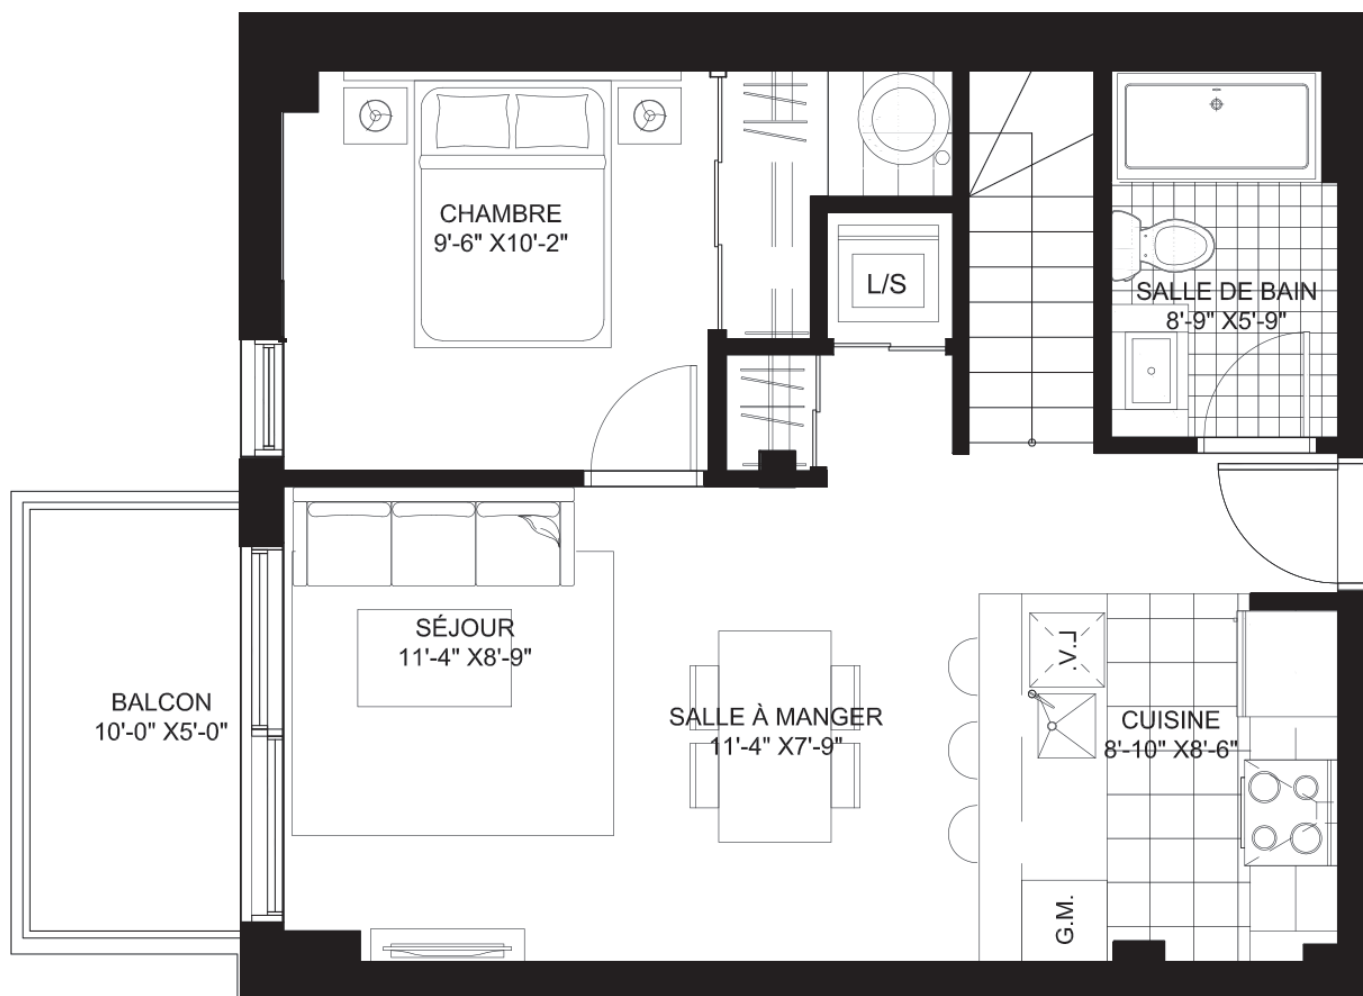 CHAMBRE
9'-6" X10'-2"
L/S
SALLE DE BAIN
8'-9" X5'-9"
SÉJOUR
11'-4" X8'-9"
L.V.
BALCON
10'-0" X5'-0"
SALLE À MANGER
11'-4" X7'-9"
CUISINE
8'-10" X8'-6"
G.M.